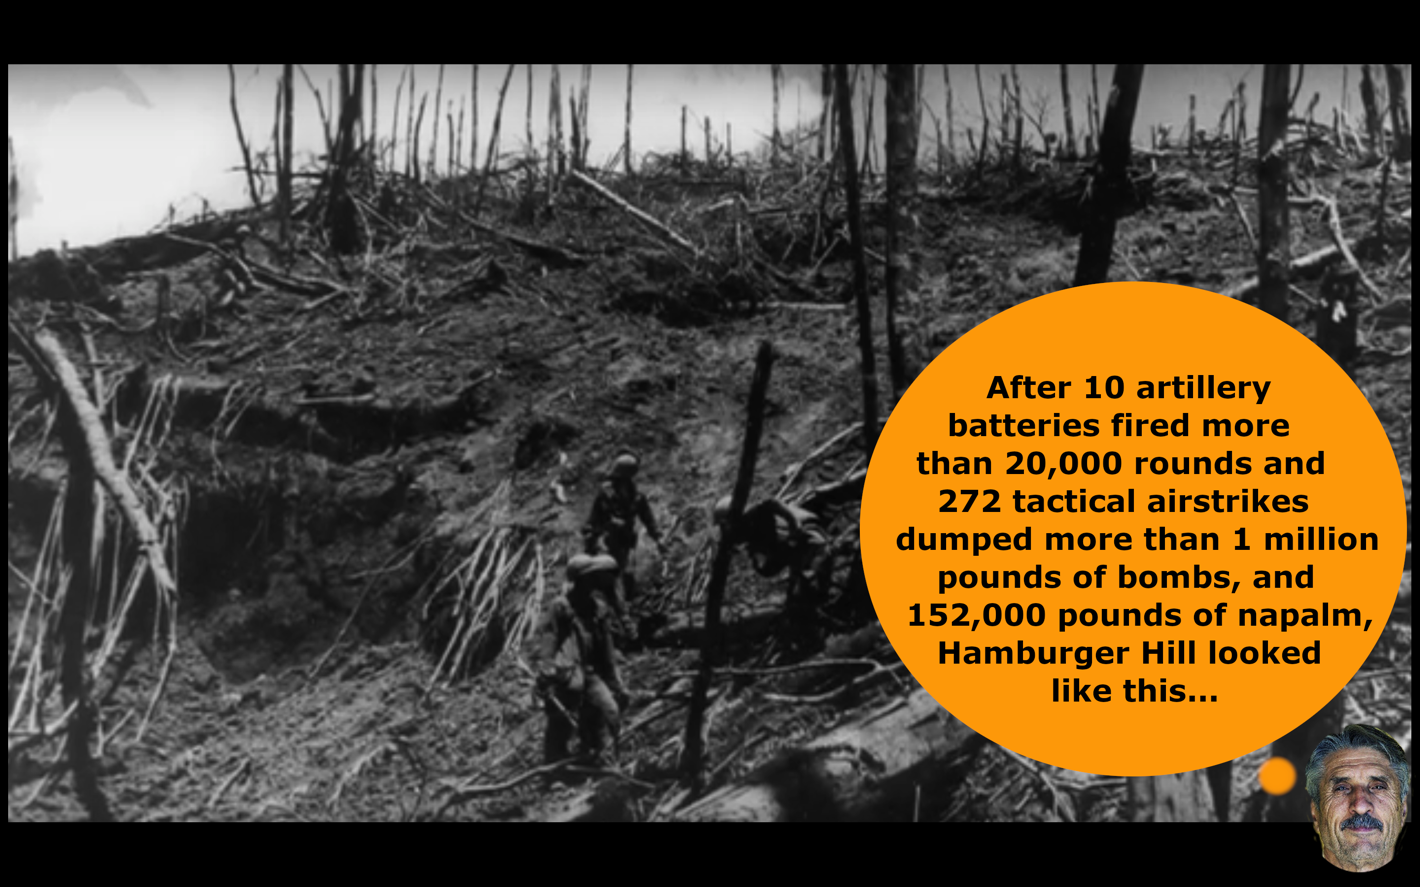 After 10 artillery
batteries fired more
than 20,000 rounds and
272 tactical airstrikes
dumped more than 1 million
pounds of bombs, and
152,000 pounds of napalm,
Hamburger Hill looked
like this...